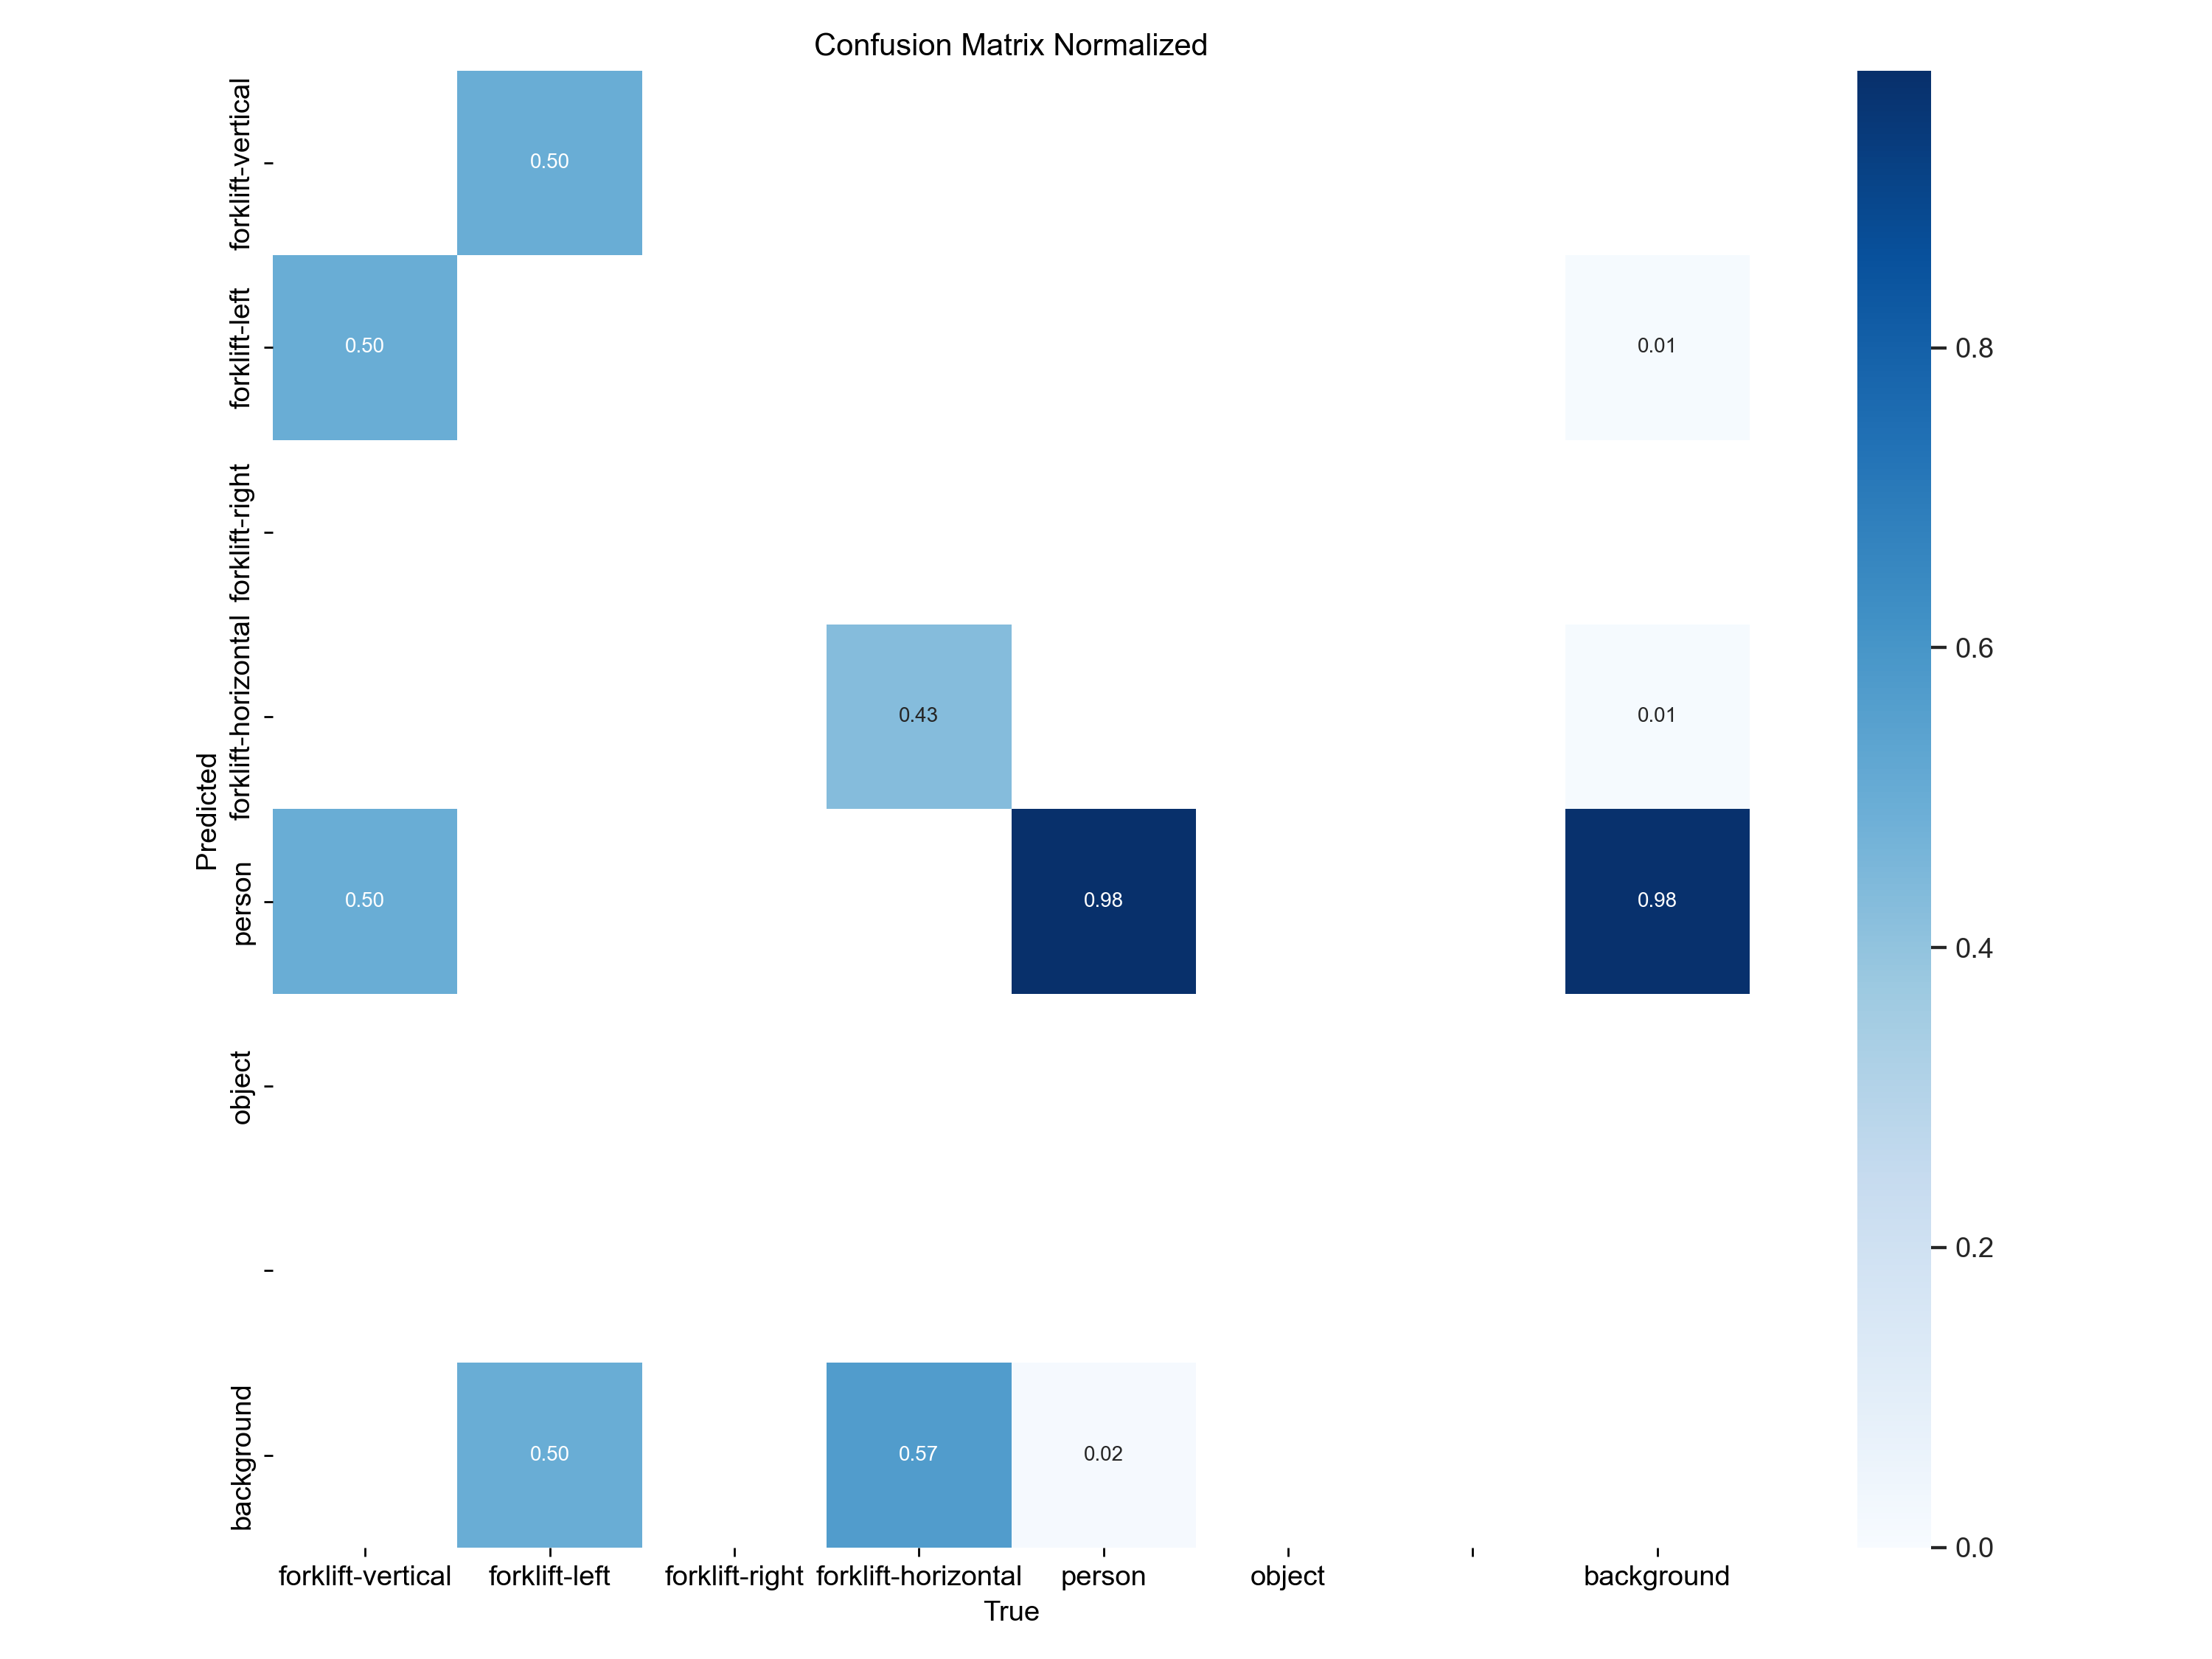 Confusion Matrix Normalized
forklift-vertical
0.50
forklift-left
0.50
0.01
0.8
forklift-right
0.6
forklift-horizontal
0.43
0.01
Predicted
person
0.50
0.98
0.98
0.4
object
0.2
background
0.50
0.57
0.02
0.0
forklift-vertical forklift-left forklift-right forklift-horizontal person object background
True